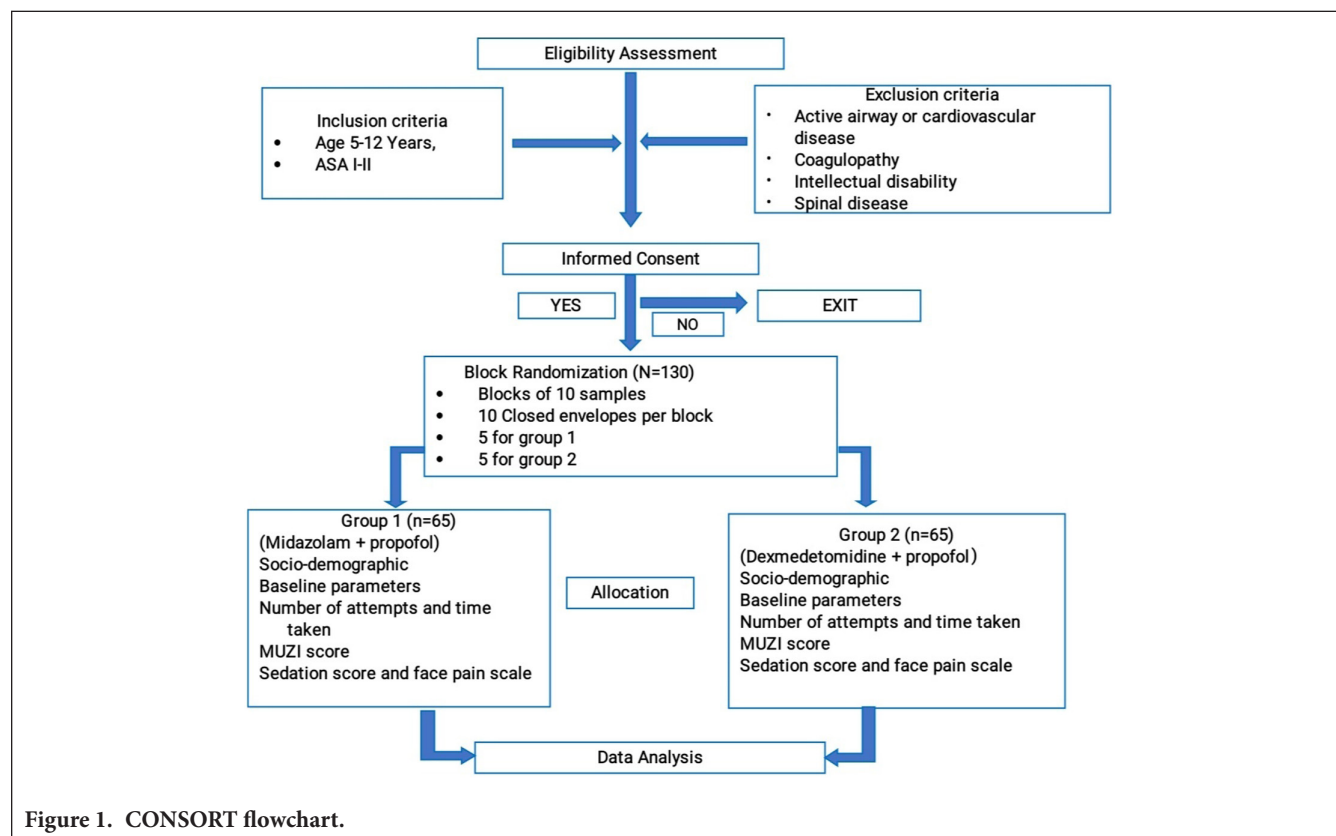 Eligibility Assessment
Inclusion criteria
• Age 5-12 Years,
• ASA I-II
Exclusion criteria
· Active airway or cardiovascular
disease
· Coagulopathy
· Intellectual disability
· Spinal disease
Informed Consent
YES
NO
EXIT
Block Randomization (N=130)
• Blocks of 10 samples
• 10 Closed envelopes per block
• 5 for group 1
• 5 for group 2
Group 1 (n=65)
(Midazolam + propofol)
Socio-demographic
Baseline parameters
Number of attempts and time
taken
MUZI score
Sedation score and face pain scale
Allocation
Group 2 (n=65)
(Dexmedetomidine + propofol)
Socio-demographic
Baseline parameters
Number of attempts and time taken
MUZI score
Sedation score and face pain scale
Data Analysis
Figure 1. CONSORT flowchart.